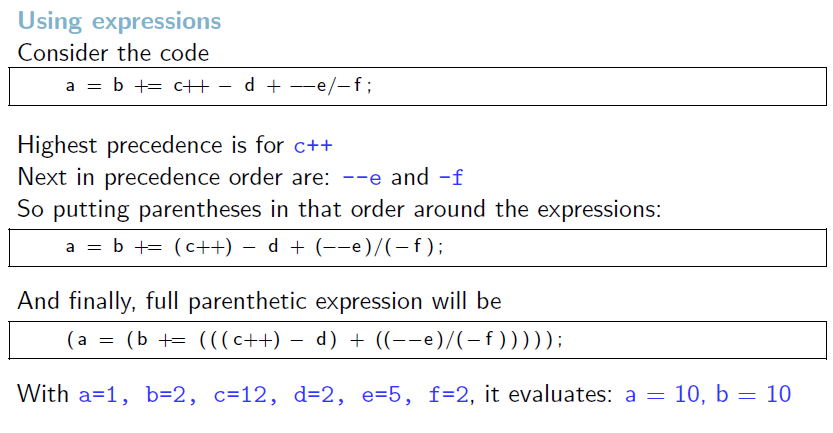 Using expressions
Consider the code
a = b += c++ - d + --e/-f;
Highest precedence is for c++
Next in precedence order are: --e and -f
So putting parentheses in that order around the expressions:
a = b += (c++) - d + (--e)/(-f);
And finally, full parenthetic expression will be
(a = (b += (((c++) - d) + ((--e)/(-f)))));
With a=1, b=2, c=12, d=2, e=5, f=2, it evaluates: a = 10, b = 10